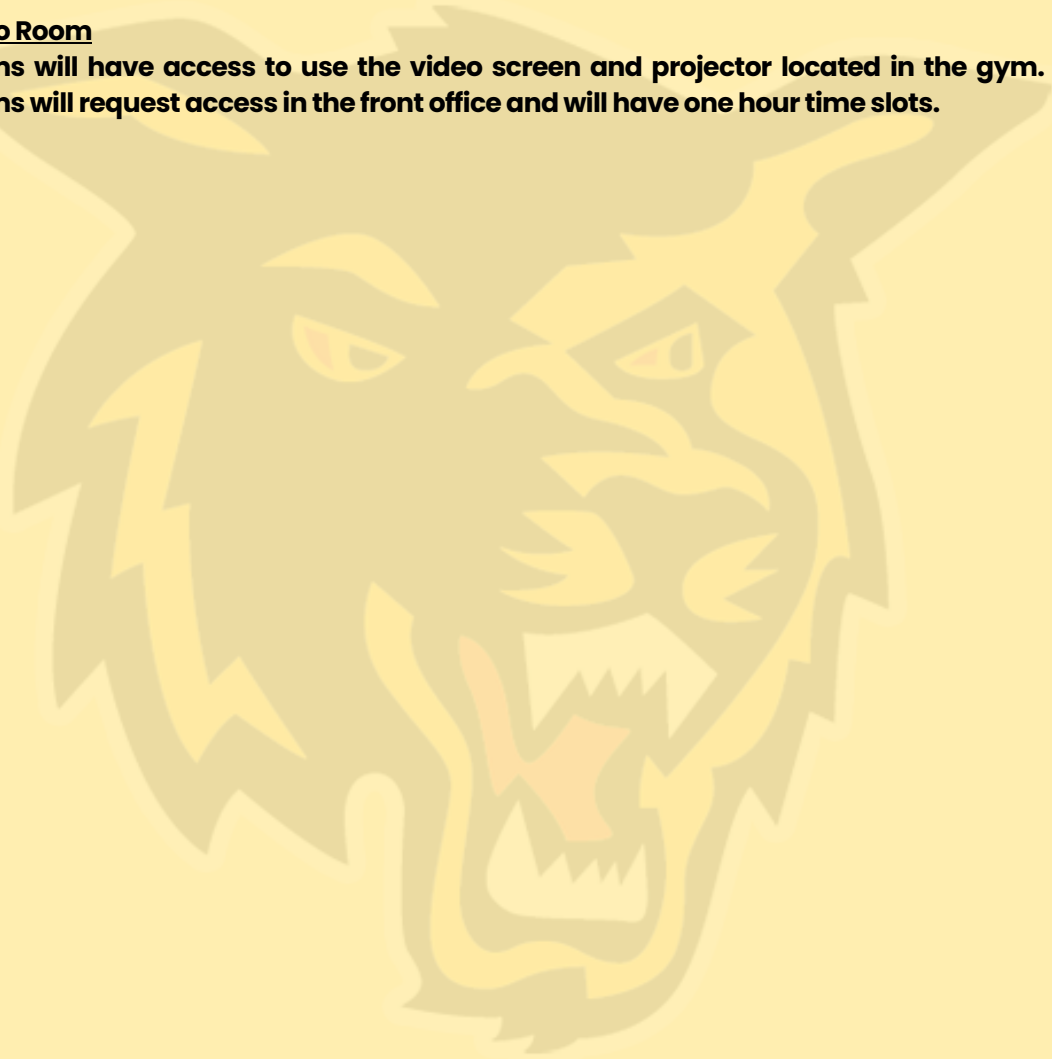 o Room
ns will have access to use the video screen and projector located in the gym.
ns will request access in the front office and will have one hour time slots.